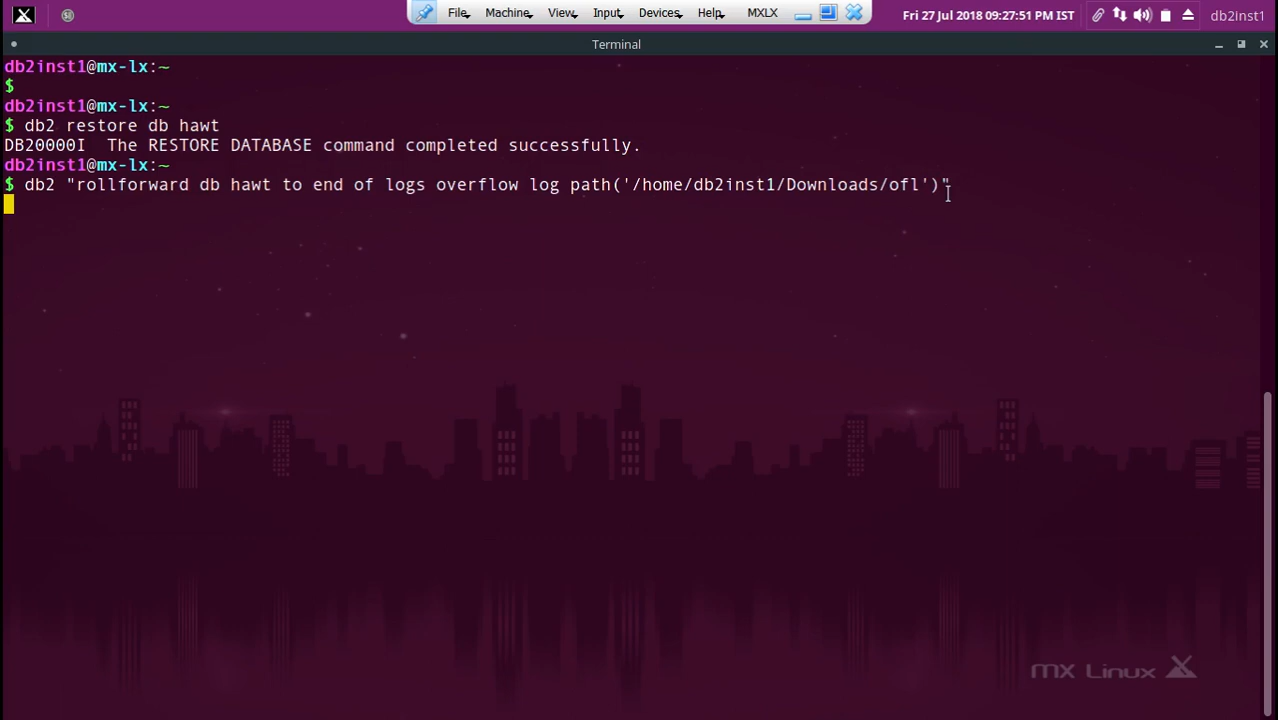 File Machine View Input Devices Help MXLX
Fri 27 Jul 2018 09:27:51 PM IST
db2inst1
Terminal
db2inst1@mx-lx:~
$
db2inst1@mx-lx:~
$ db2 restore db hawt
DB20000I  The RESTORE DATABASE command completed successfully.
db2inst1@mx-lx:~
$ db2 "rollforward db hawt to end of logs overflow log path('/home/db2inst1/Downloads/ofl')"
MX Linux